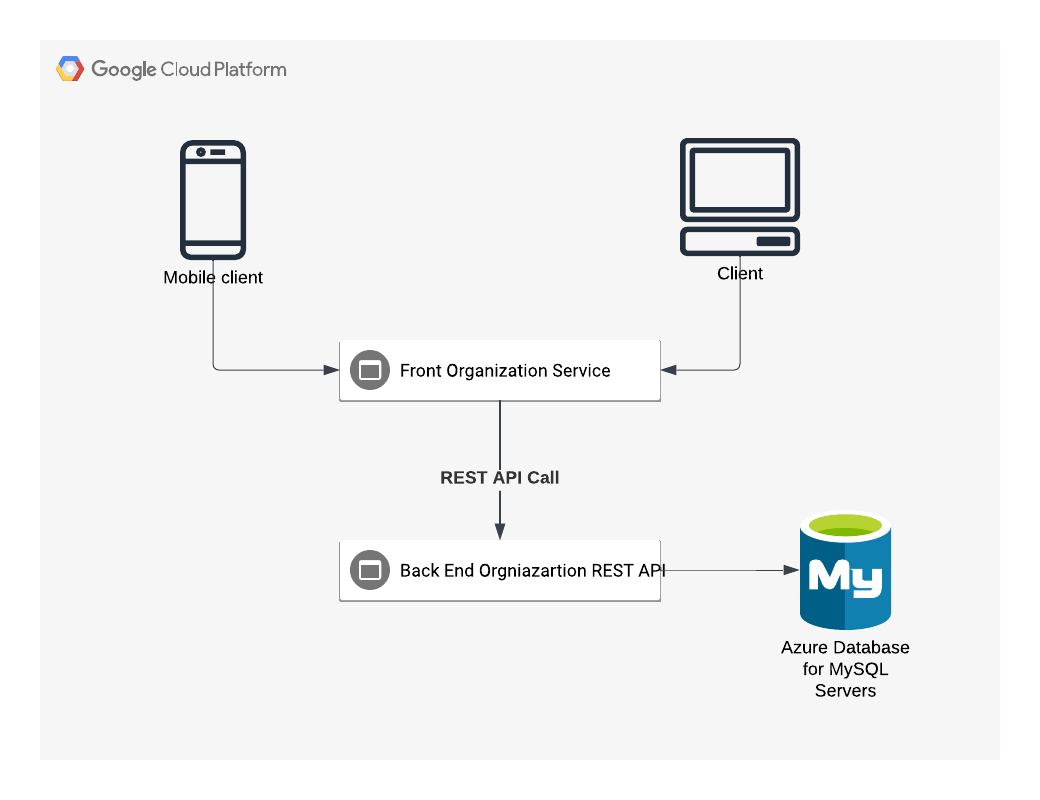 Google Cloud Platform
Mobile client
Client
Front Organization Service
REST API Call
Back End Orgniazartion REST API
My
Azure Database
for MySQL
Servers